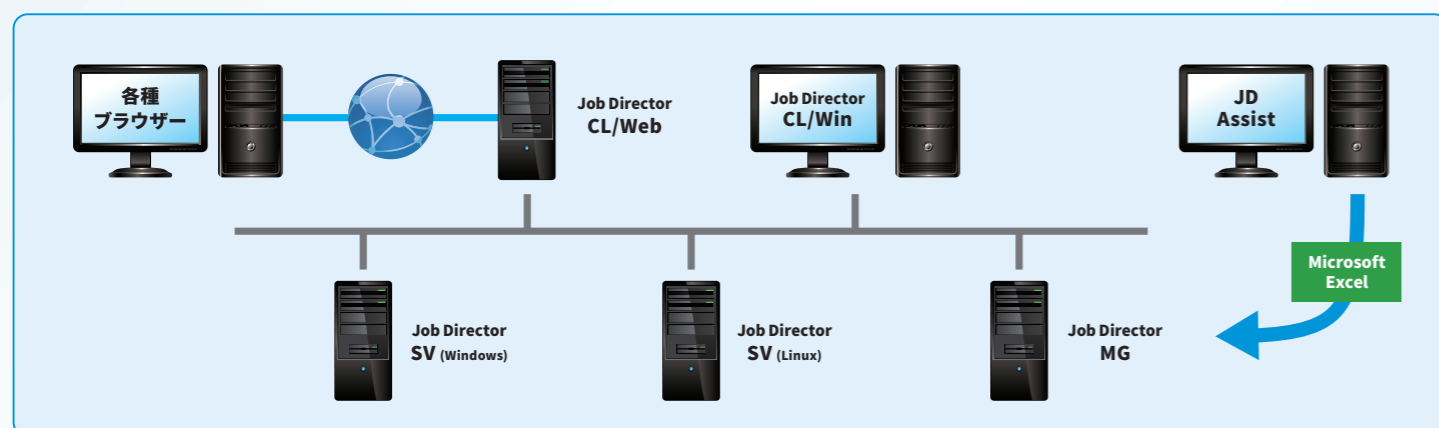 各種
ブラウザー
Job Director
CL/Web
Job Director
CL/Win
JD
Assist
Microsoft
Excel
Job Director
SV (Windows)
Job Director
SV (Linux)
Job Director
MG